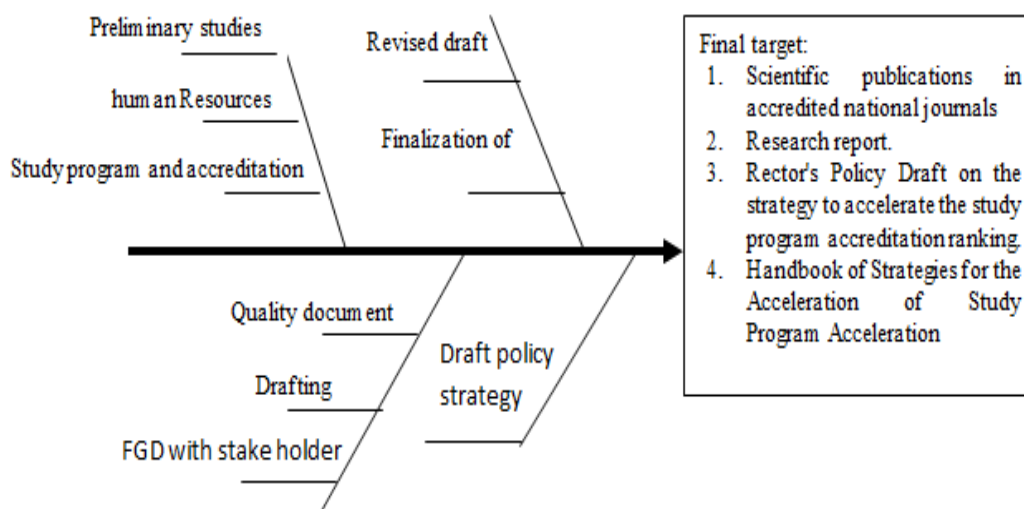 Preliminary studies
human Resources
Study program and accreditation
Revised draft
Finalization of
Quality document
Drafting
FGD with stake holder
Draft policy
strategy
Final target:
1. Scientific publications in
accredited national journals
2. Research report.
3. Rector's Policy Draft on the
strategy to accelerate the study
program accreditation ranking.
4. Handbook of Strategies for the
Acceleration of Study
Program Acceleration